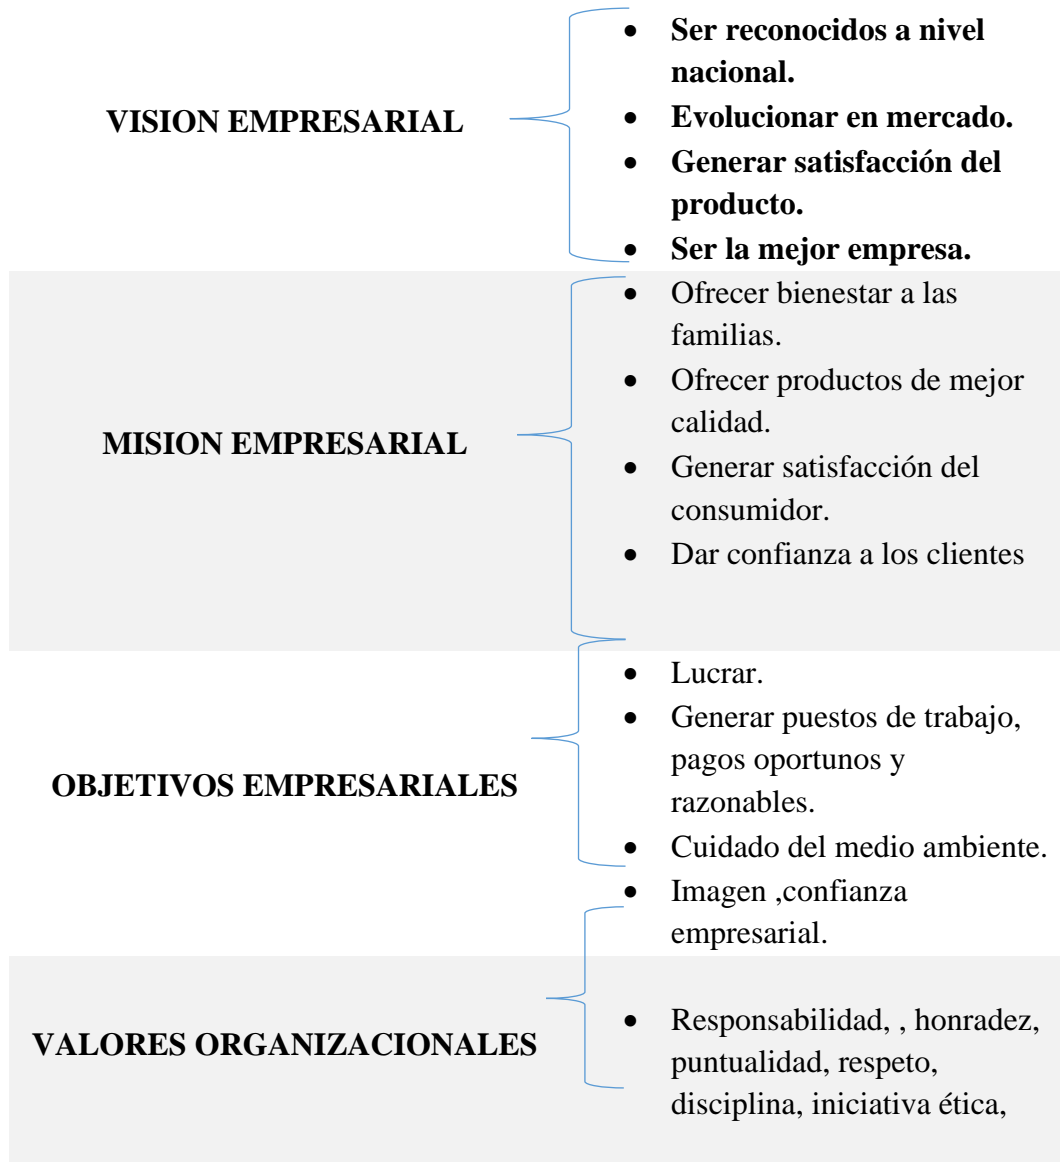 VISION EMPRESARIAL
• Ser reconocidos a nivel
nacional.
• Evolucionar en mercado.
• Generar satisfacción del
producto.
• Ser la mejor empresa.
MISION EMPRESARIAL
• Ofrecer bienestar a las
familias.
• Ofrecer productos de mejor
calidad.
• Generar satisfacción del
consumidor.
• Dar confianza a los clientes
OBJETIVOS EMPRESARIALES
• Lucrar.
• Generar puestos de trabajo,
pagos oportunos y
razonables.
• Cuidado del medio ambiente.
• Imagen ,confianza
empresarial.
VALORES ORGANIZACIONALES
• Responsabilidad, , honradez,
puntualidad, respeto,
disciplina, iniciativa ética,